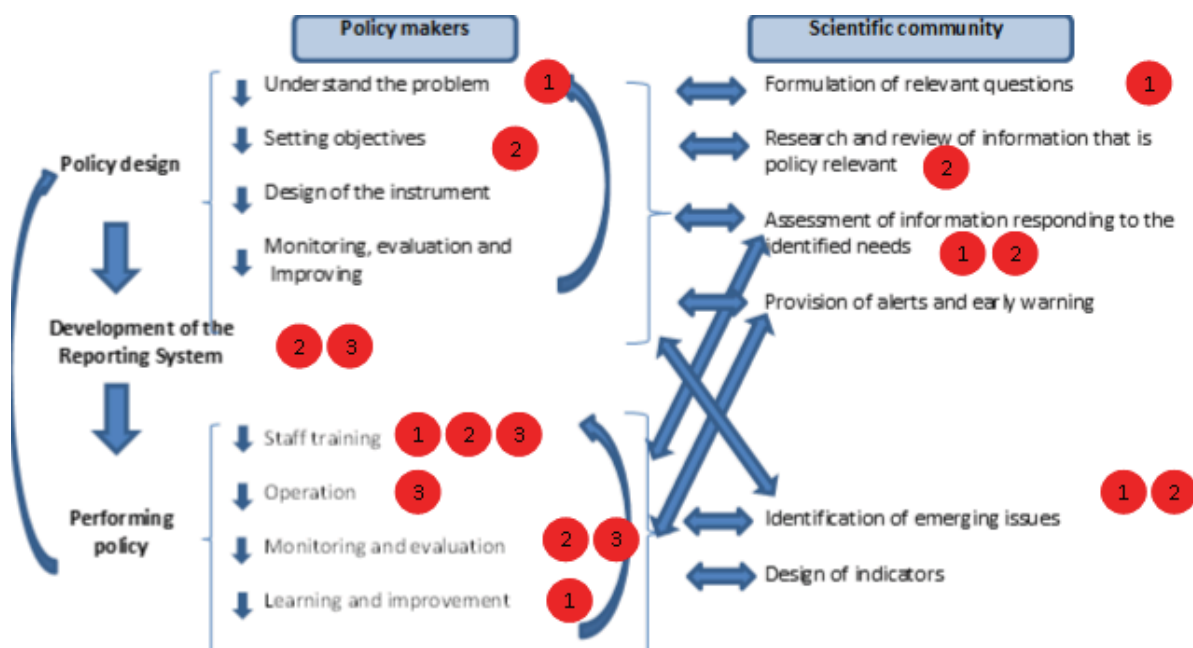 Policy makers
Scientific community
Understand the problem
1
Formulation of relevant questions
1
Setting objectives
2
Research and review of information that is
policy relevant
2
Policy design
Design of the instrument
Assessment of information responding to the
identified needs
1 2
Monitoring, evaluation and
Improving
Provision of alerts and early warning
Development of the
Reporting System
2 3
Staff training
1 2 3
Operation
3
Identification of emerging issues
1 2
Performing
policy
Monitoring and evaluation
2 3
Design of indicators
Learning and improvement
1